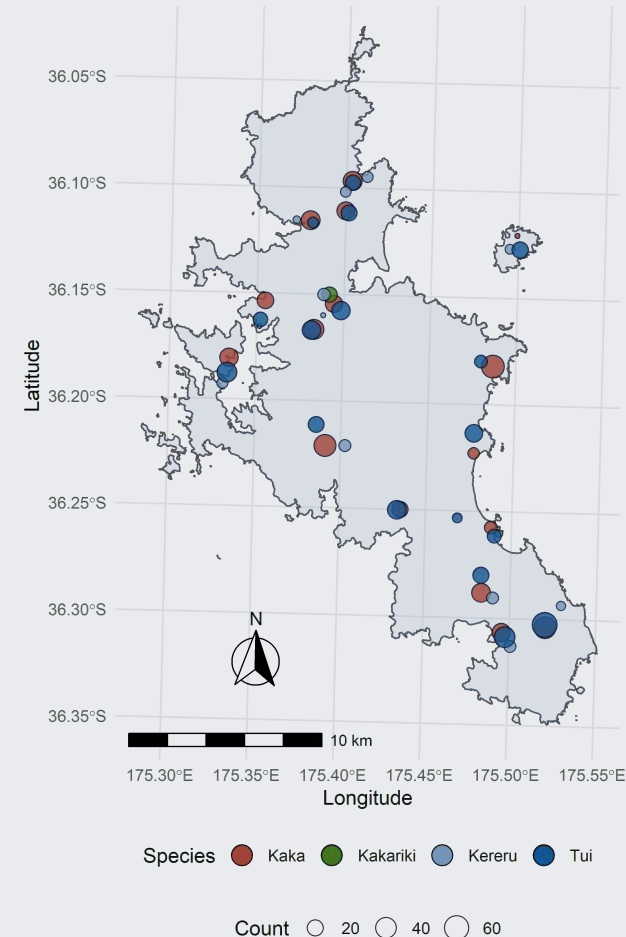 36.05°S
36.10°S
36.15°S
36.20°S
36.25°S
36.30°S
36.35°S
Latitude
N
10 km
175.30°E 175.35°E 175.40°E 175.45°E 175.50°E 175.55°E
Longitude
Species Kaka Kakariki Kereru Tui
Count 20 40 60